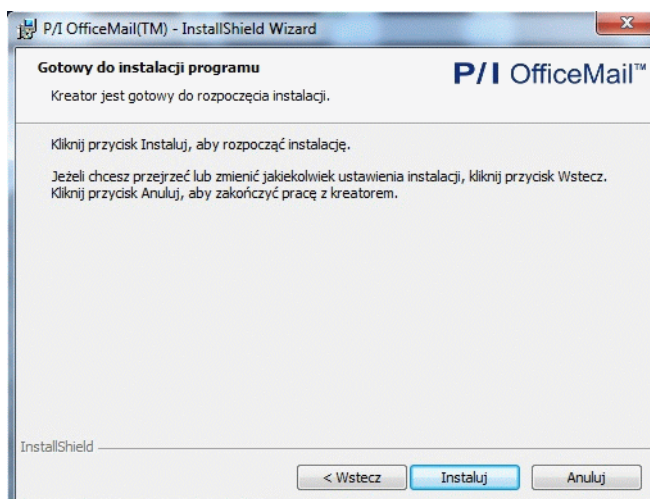 P/I OfficeMail(TM) - InstallShield Wizard
Gotowy do instalacji programu
P/I OfficeMail™
Kreator jest gotowy do rozpoczęcia instalacji.
Kliknij przycisk Instaluj, aby rozpocząć instalację.
Jeżeli chcesz przejrzeć lub zmienić jakiekolwiek ustawienia instalacji, kliknij przycisk Wstecz.
Kliknij przycisk Anuluj, aby zakończyć pracę z kreatorem.
InstallShield
< Wstecz Instaluj Anuluj